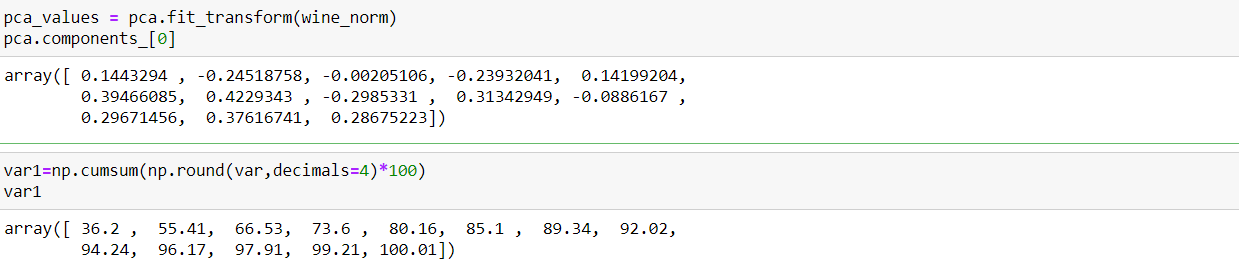 pca_values = pca.fit_transform(wine_norm)
pca.components_[0]
array([ 0.1443294 , -0.24518758, -0.00205106, -0.23932041,  0.14199204,
        0.39466085,  0.4229343 , -0.2985331 ,  0.31342949, -0.0886167 ,
        0.29671456,  0.37616741,  0.28675223])
var1=np.cumsum(np.round(var,decimals=4)*100)
var1
array([ 36.2 ,  55.41,  66.53,  73.6 ,  80.16,  85.1 ,  89.34,  92.02,
        94.24,  96.17,  97.91,  99.21, 100.01])